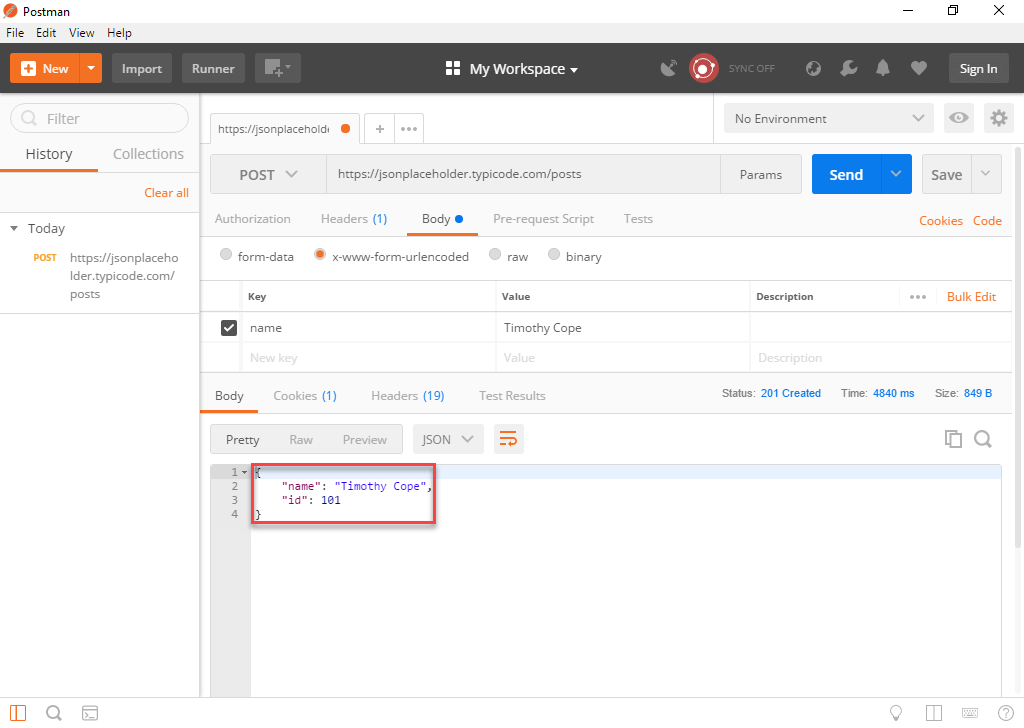 Postman
File Edit View Help
New Import Runner My Workspace SYNC OFF Sign In
Filter
History Collections
Clear all
Today
POST https://jsonplaceho
lder.typicode.com/
posts
https://jsonplaceholde + ••• No Environment
POST https://jsonplaceholder.typicode.com/posts Params Send Save
Authorization Headers (1) Body Pre-request Script Tests Cookies Code
form-data x-www-form-urlencoded raw binary
Key Value Description ••• Bulk Edit
name Timothy Cope
New key Value Description
Body Cookies (1) Headers (19) Test Results Status: 201 Created Time: 4840 ms Size: 849 B
Pretty Raw Preview JSON
1 {
2 "name": "Timothy Cope",
3 "id": 101
4 }